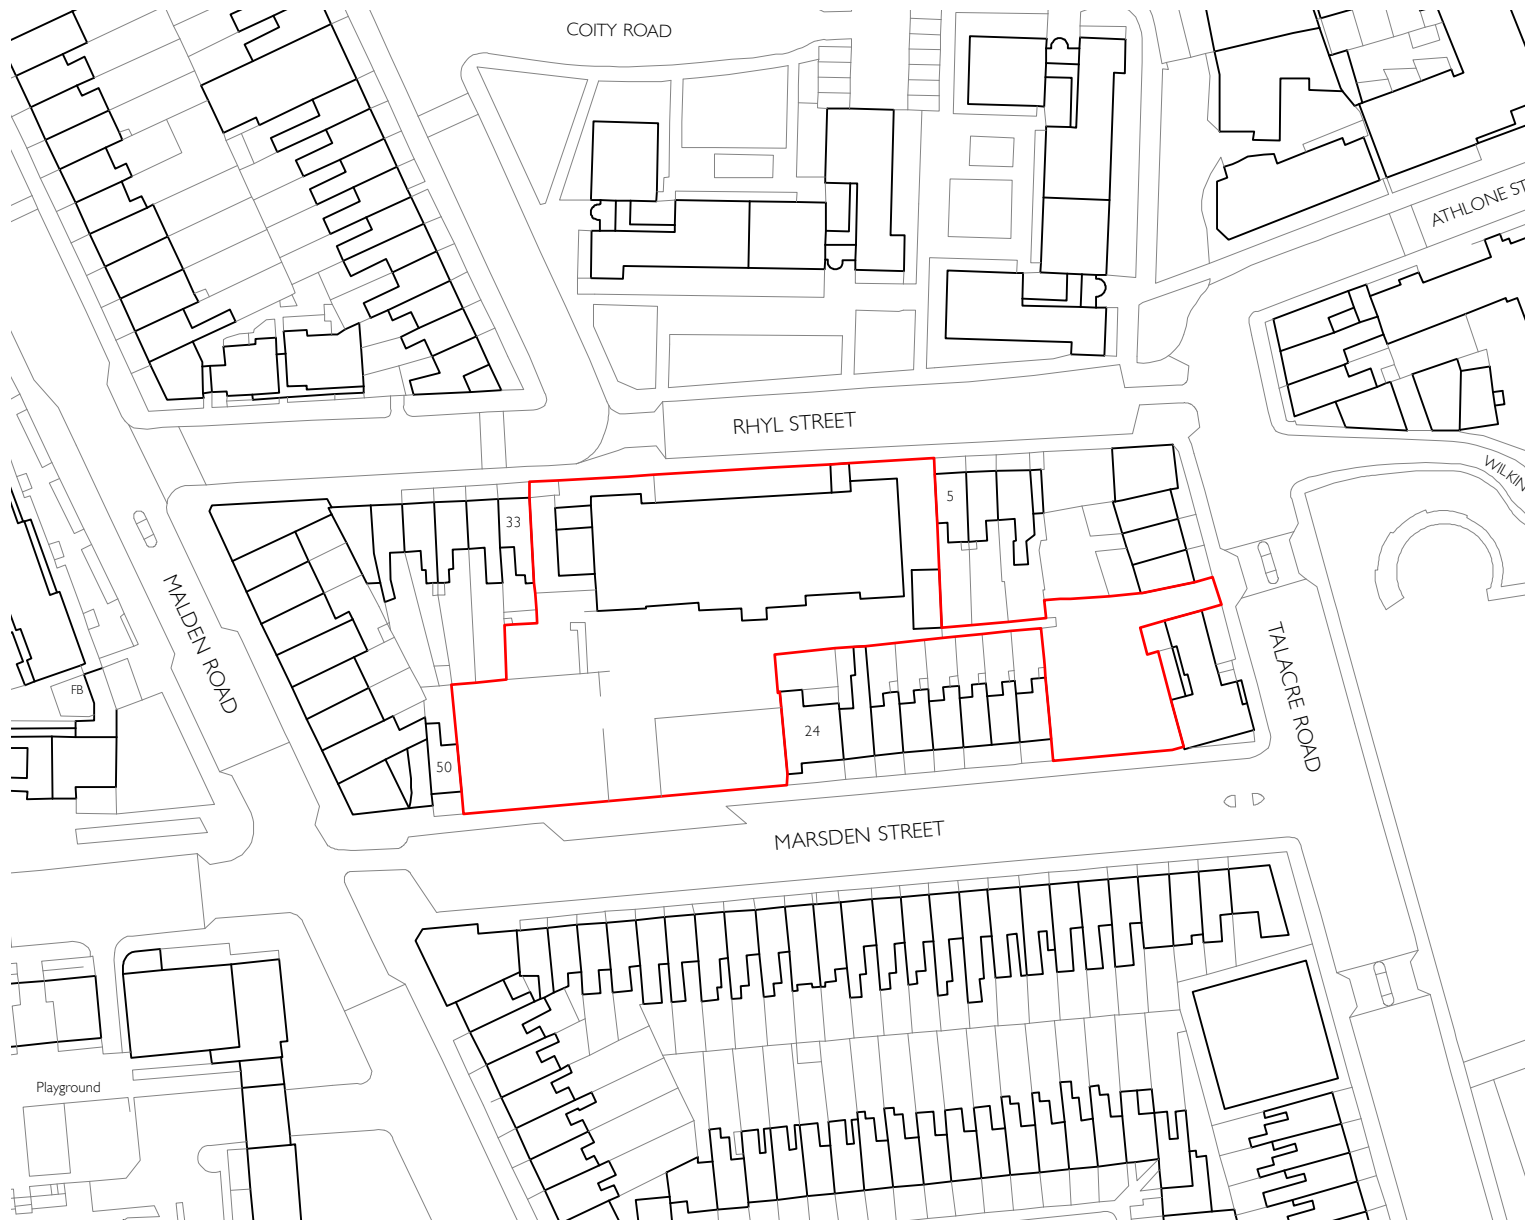 COITY ROAD
ATHLONE ST
RHYL STREET
WILKIN
5
33
MALDEN ROAD
TALACRE ROAD
FB
24
50
MARSDEN STREET
Playground